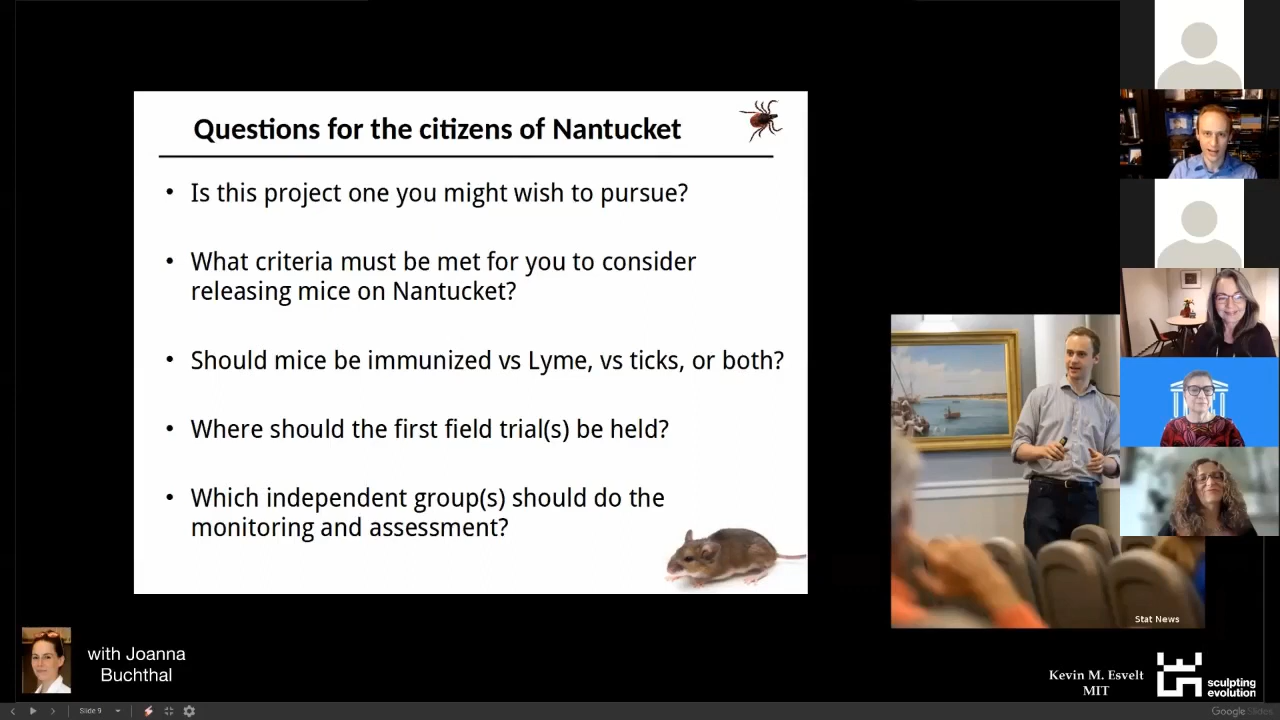 Questions for the citizens of Nantucket
• Is this project one you might wish to pursue?
• What criteria must be met for you to consider
releasing mice on Nantucket?
• Should mice be immunized vs Lyme, vs ticks, or both?
• Where should the first field trial(s) be held?
• Which independent group(s) should do the
monitoring and assessment?
Stat News
with Joanna
Buchthal
Kevin M. Esvelt
MIT
sculpting
evolution
Slide 9
Google Slides